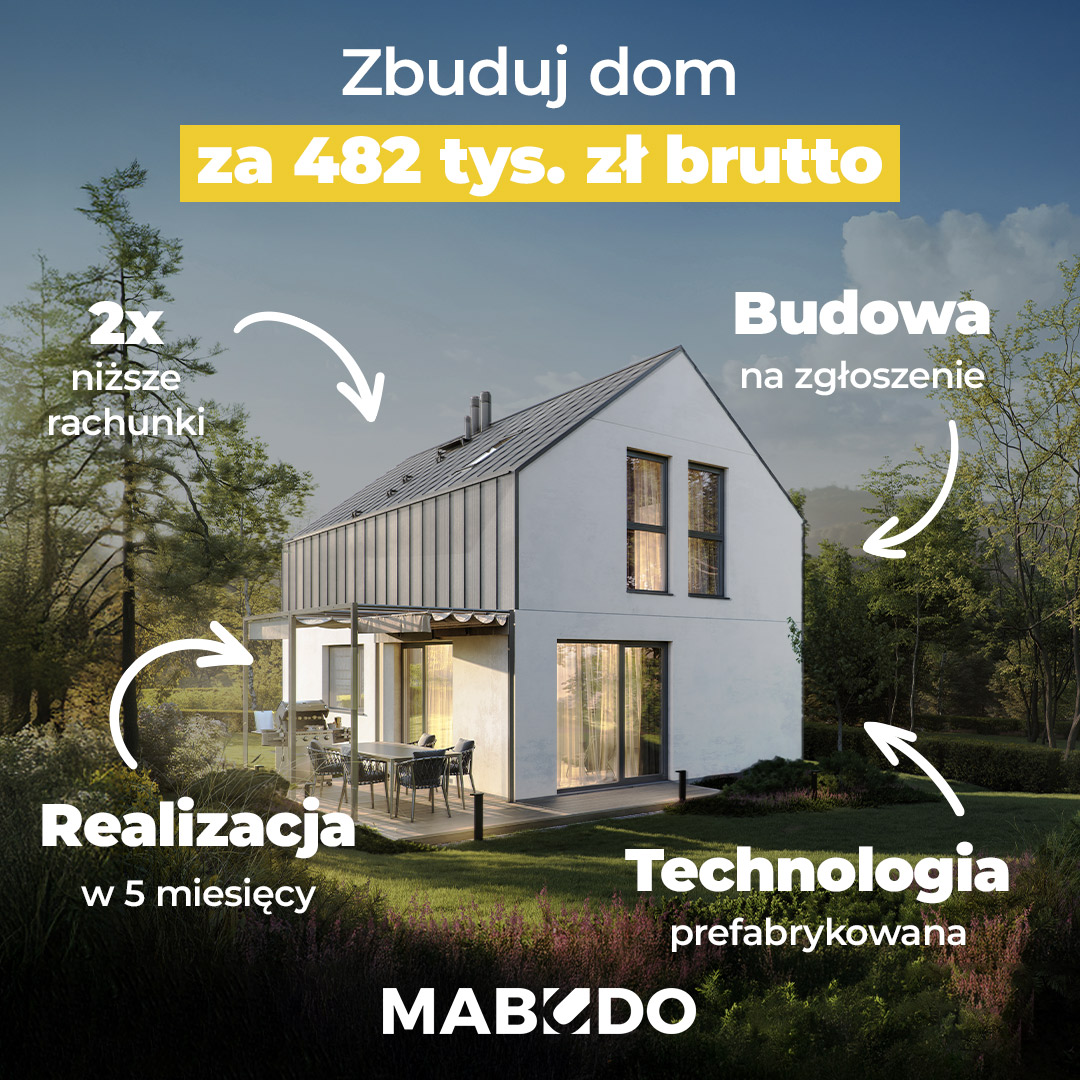 Zbuduj dom
za 482 tys. zł brutto
2x
niższe
rachunki
Budowa
na zgłoszenie
Realizacja
w 5 miesięcy
Technologia
prefabrykowana
MABUDO